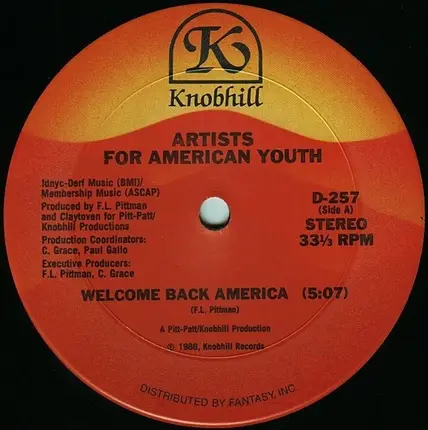 K
Knobhill
ARTISTS
FOR AMERICAN YOUTH
Idnyc-Derf Music (BMI)/
Membership Music (ASCAP)
Produced by F.L. Pittman
and Claytoven for Pitt-Patt/
Knobhill Productions
Production Coordinators:
C. Grace, Paul Gallo
Executive Producers:
F.L. Pittman, C. Grace
D-257
(Side A)
STEREO
33⅓ RPM
WELCOME BACK AMERICA (5:07)
(F.L. Pittman)
A Pitt-Patt/Knobhill Production
℗ 1986, Knobhill Records
DISTRIBUTED BY FANTASY, INC.